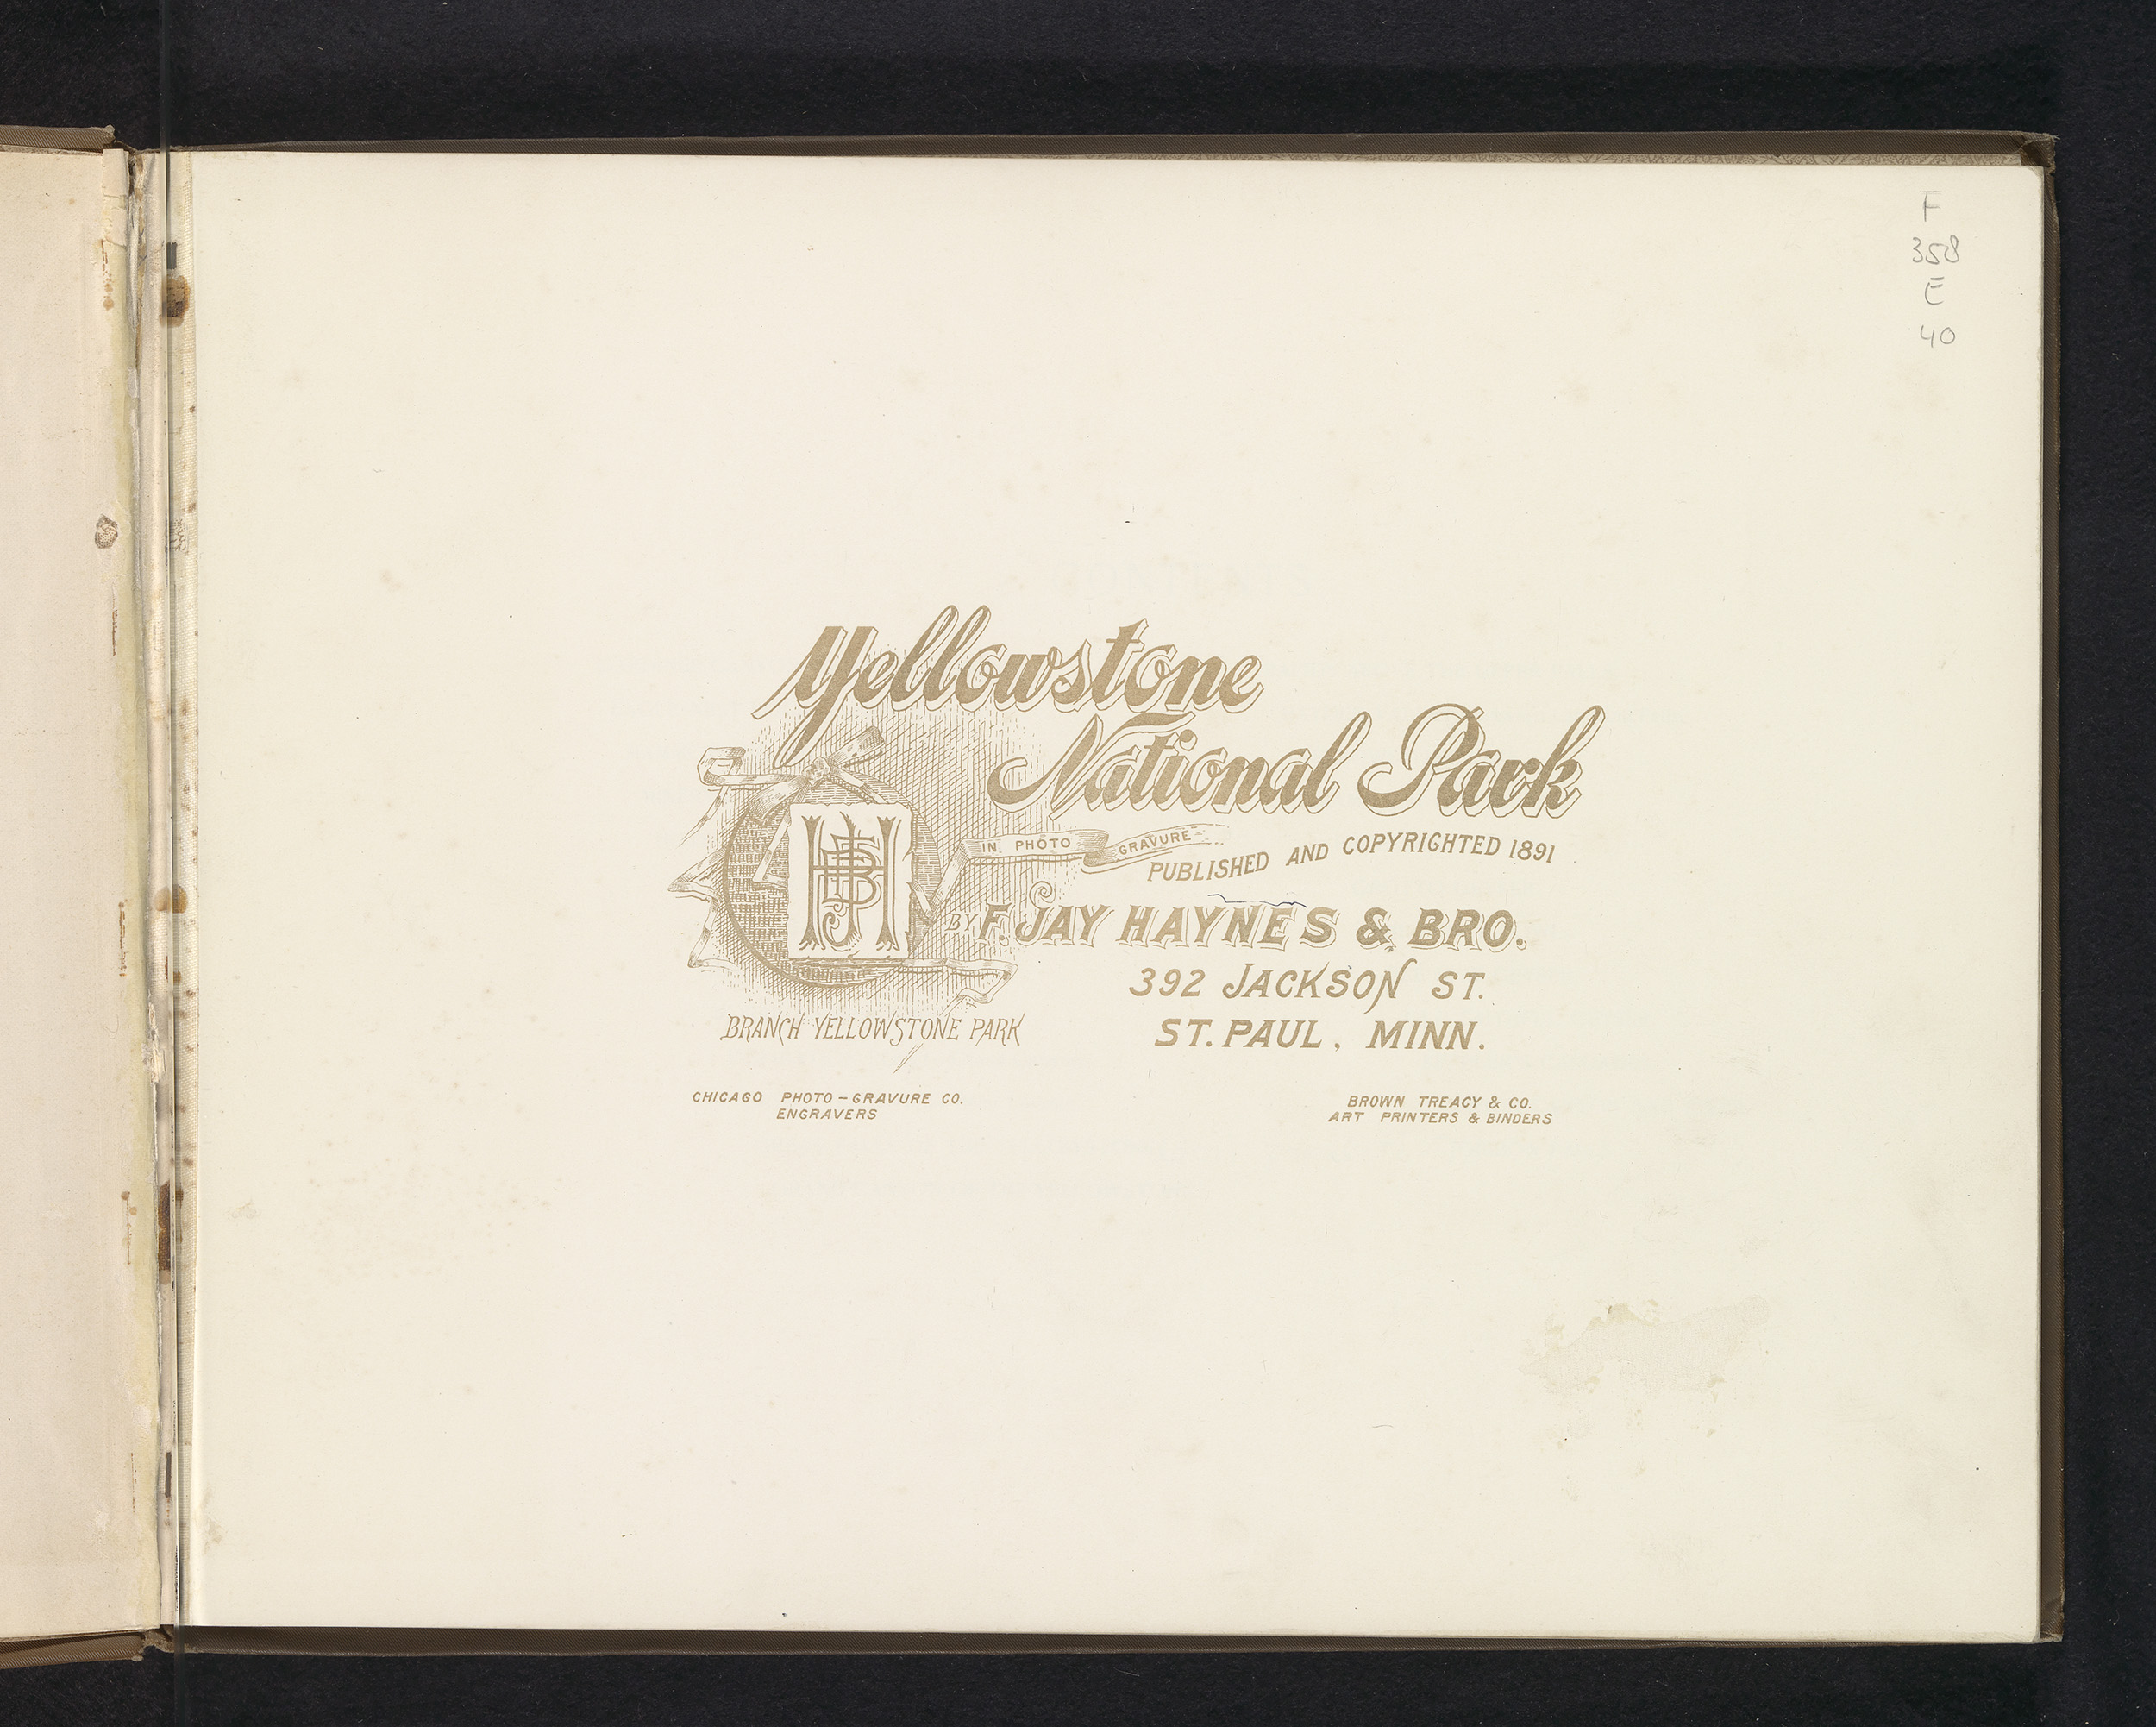 F
358
E
40
Yellowstone
National Park
IN PHOTO GRAVURE
PUBLISHED AND COPYRIGHTED 1891
BY F. JAY HAYNES & BRO.
392 JACKSON ST.
ST. PAUL, MINN.
BRANCH YELLOWSTONE PARK
CHICAGO PHOTO-GRAVURE CO.
ENGRAVERS
BROWN TREACY & CO.
ART PRINTERS & BINDERS